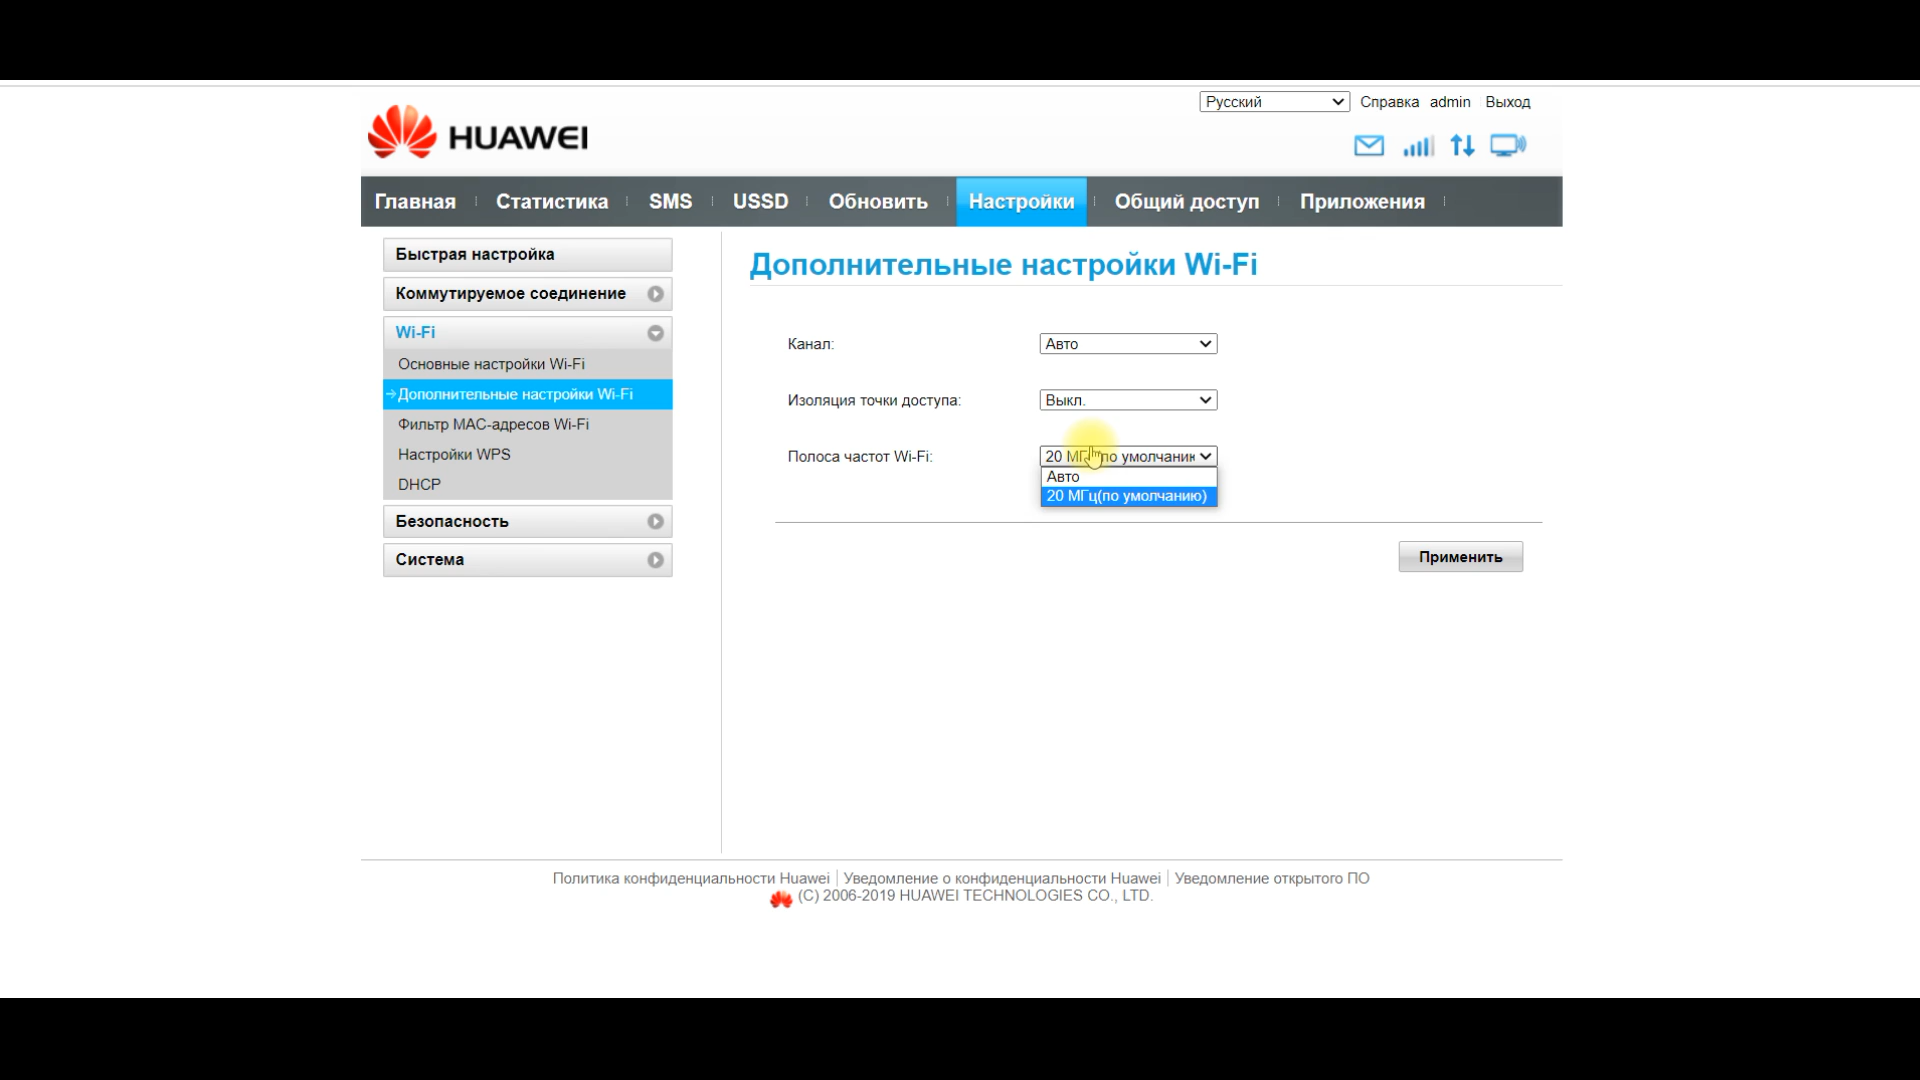 Русский Справка admin Выход
HUAWEI
Главная Статистика SMS USSD Обновить Настройки Общий доступ Приложения
Быстрая настройка
Коммутируемое соединение
Wi-Fi
Основные настройки Wi-Fi
Дополнительные настройки Wi-Fi
Фильтр MAC-адресов Wi-Fi
Настройки WPS
DHCP
Безопасность
Система
Дополнительные настройки Wi-Fi
Канал: Авто
Изоляция точки доступа: Выкл.
Полоса частот Wi-Fi: 20 по умолчанию
Авто
20 МГц(по умолчанию)
Применить
Политика конфиденциальности Huawei Уведомление о конфиденциальности Huawei Уведомление открытого ПО
(C) 2006-2019 HUAWEI TECHNOLOGIES CO., LTD.